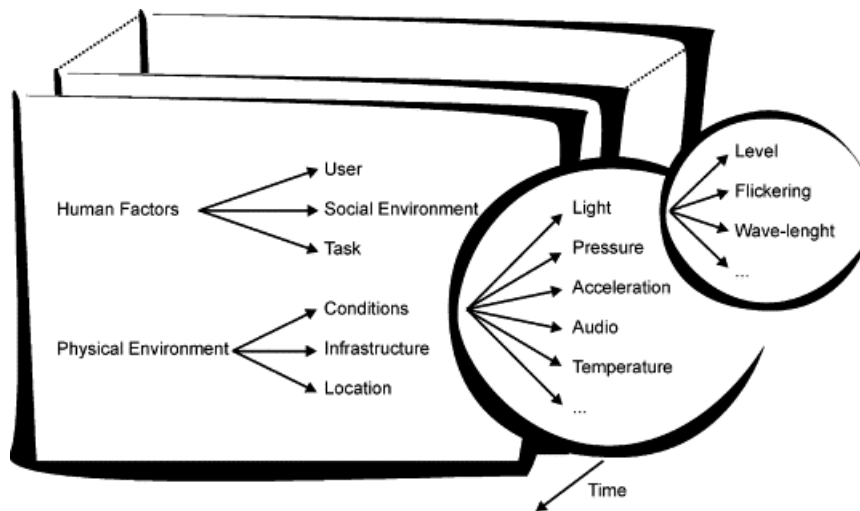 Human Factors
User
Social Environment
Task
Physical Environment
Conditions
Infrastructure
Location
Light
Pressure
Acceleration
Audio
Temperature
...
Level
Flickering
Wave-lenght
...
Time